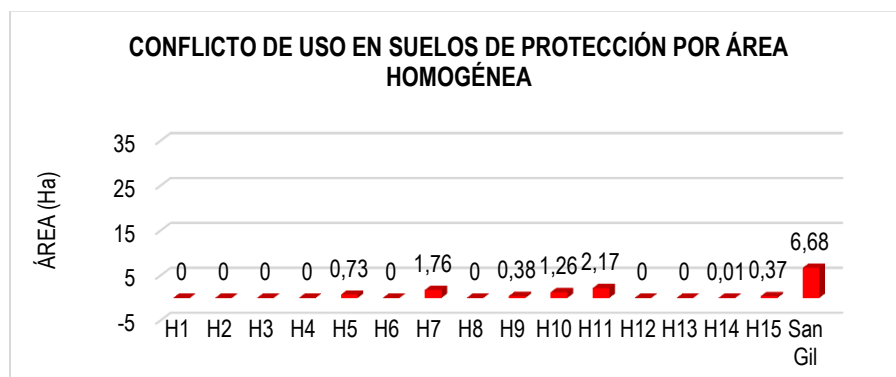 CONFLICTO DE USO EN SUELOS DE PROTECCIÓN POR ÁREA
HOMOGÉNEA
ÁREA (Ha)
35
25
15
5
-5
0 0 0 0 0,73 0 1,76 0 0,38 1,26 2,17 0 0 0,01 0,37 6,68
H1 H2 H3 H4 H5 H6 H7 H8 H9 H10 H11 H12 H13 H14 H15 San
Gil